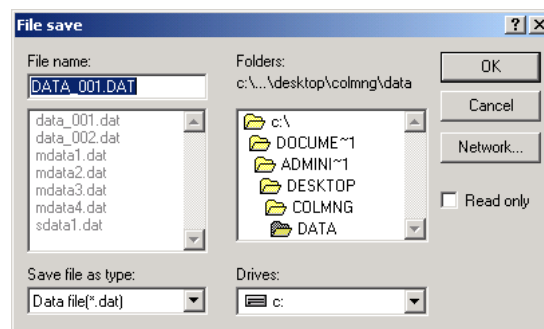 File save
File name:
DATA_001.DAT
data_001.dat
data_002.dat
mdata1.dat
mdata2.dat
mdata3.dat
mdata4.dat
sdata1.dat
Save file as type:
Data file(*.dat)
Folders:
c:\...\desktop\colmng\data
c:\
DOCUME~1
ADMINI~1
DESKTOP
COLMNG
DATA
Drives:
c:
OK
Cancel
Network...
Read only